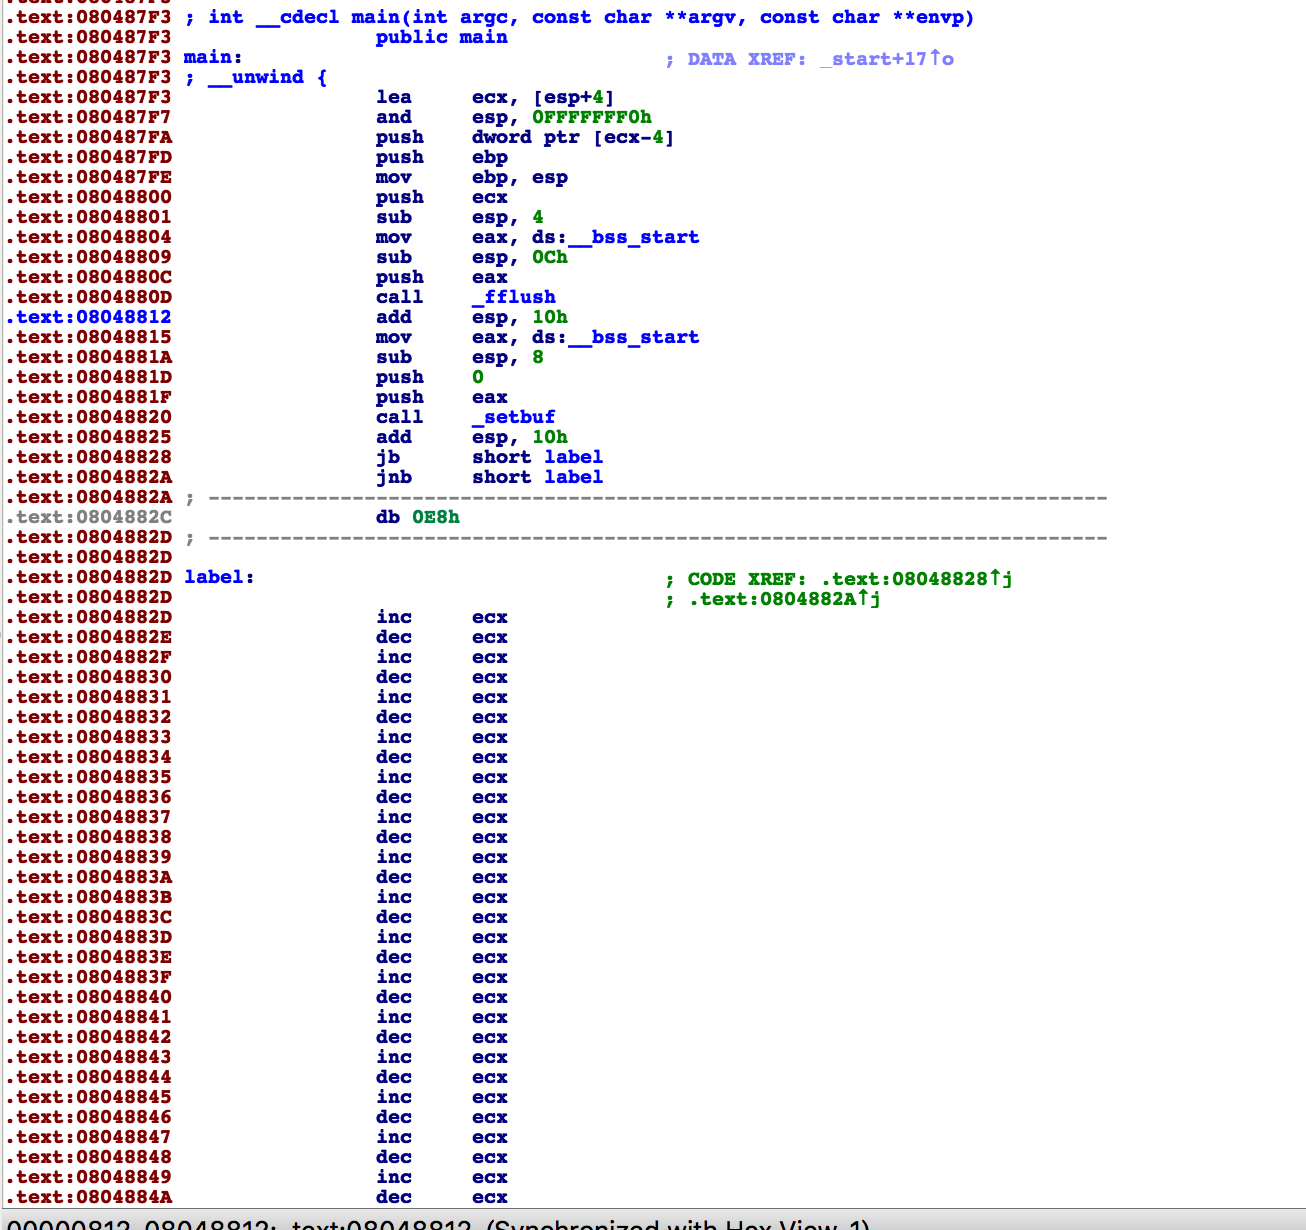 .text:080487F3 ; int __cdecl main(int argc, const char **argv, const char **envp)
.text:080487F3 public main
.text:080487F3 main: ; DATA XREF: _start+17↑o
.text:080487F3 ; __unwind {
.text:080487F3 lea ecx, [esp+4]
.text:080487F7 and esp, 0FFFFFFF0h
.text:080487FA push dword ptr [ecx-4]
.text:080487FD push ebp
.text:080487FE mov ebp, esp
.text:08048800 push ecx
.text:08048801 sub esp, 4
.text:08048804 mov eax, ds:__bss_start
.text:08048809 sub esp, 0Ch
.text:0804880C push eax
.text:0804880D call _fflush
.text:08048812 add esp, 10h
.text:08048815 mov eax, ds:__bss_start
.text:0804881A sub esp, 8
.text:0804881D push 0
.text:0804881F push eax
.text:08048820 call _setbuf
.text:08048825 add esp, 10h
.text:08048828 jb short label
.text:0804882A jnb short label
.text:0804882A ; ---------------------------------------------------------------------------
.text:0804882C db 0E8h
.text:0804882D ; ---------------------------------------------------------------------------
.text:0804882D
.text:0804882D label: ; CODE XREF: .text:08048828↑j
.text:0804882D ; .text:0804882A↑j
.text:0804882D inc ecx
.text:0804882E dec ecx
.text:0804882F inc ecx
.text:08048830 dec ecx
.text:08048831 inc ecx
.text:08048832 dec ecx
.text:08048833 inc ecx
.text:08048834 dec ecx
.text:08048835 inc ecx
.text:08048836 dec ecx
.text:08048837 inc ecx
.text:08048838 dec ecx
.text:08048839 inc ecx
.text:0804883A dec ecx
.text:0804883B inc ecx
.text:0804883C dec ecx
.text:0804883D inc ecx
.text:0804883E dec ecx
.text:0804883F inc ecx
.text:08048840 dec ecx
.text:08048841 inc ecx
.text:08048842 dec ecx
.text:08048843 inc ecx
.text:08048844 dec ecx
.text:08048845 inc ecx
.text:08048846 dec ecx
.text:08048847 inc ecx
.text:08048848 dec ecx
.text:08048849 inc ecx
.text:0804884A dec ecx
00000812 08048812: .text:08048812 (Synchronized with Hex View-1)